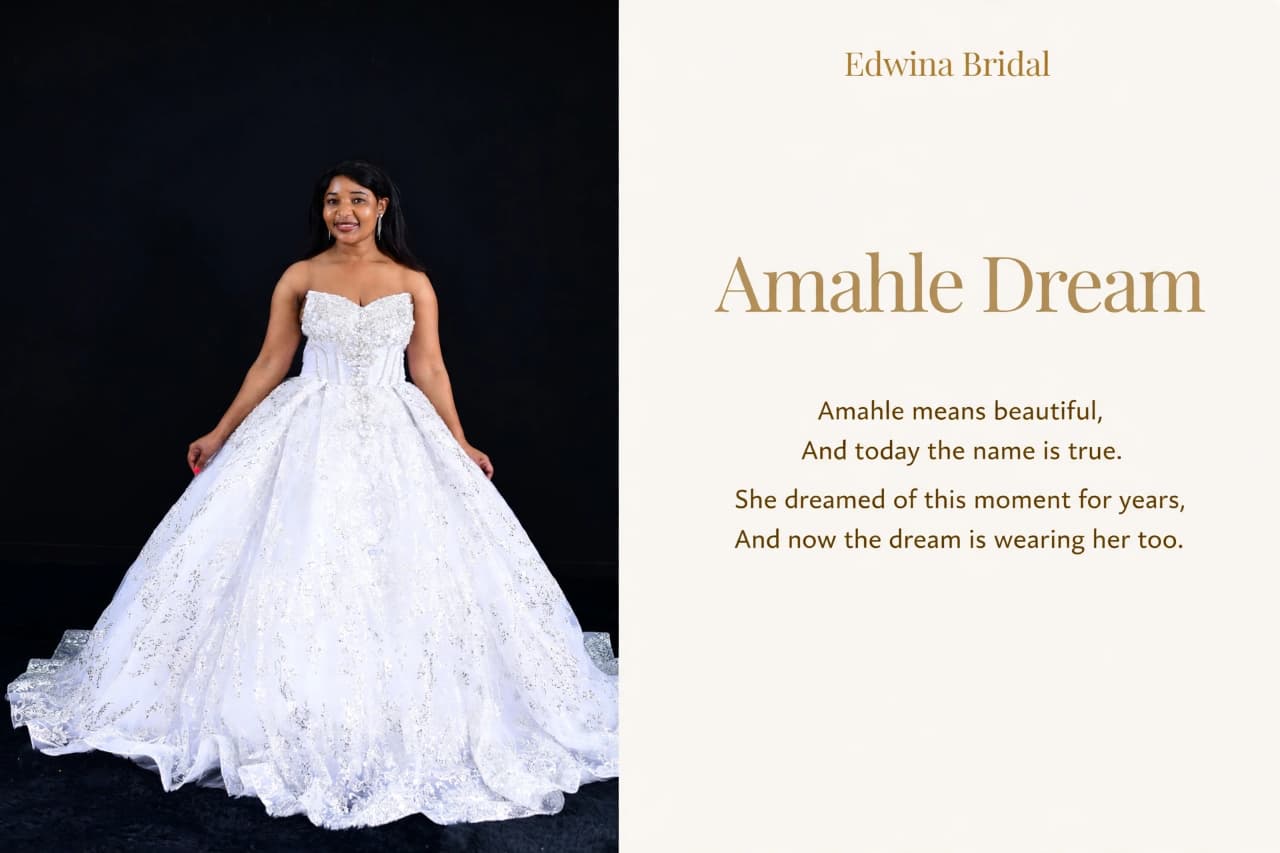 Edwina Bridal
Amahle Dream
Amahle means beautiful,
And today the name is true.
She dreamed of this moment for years,
And now the dream is wearing her too.